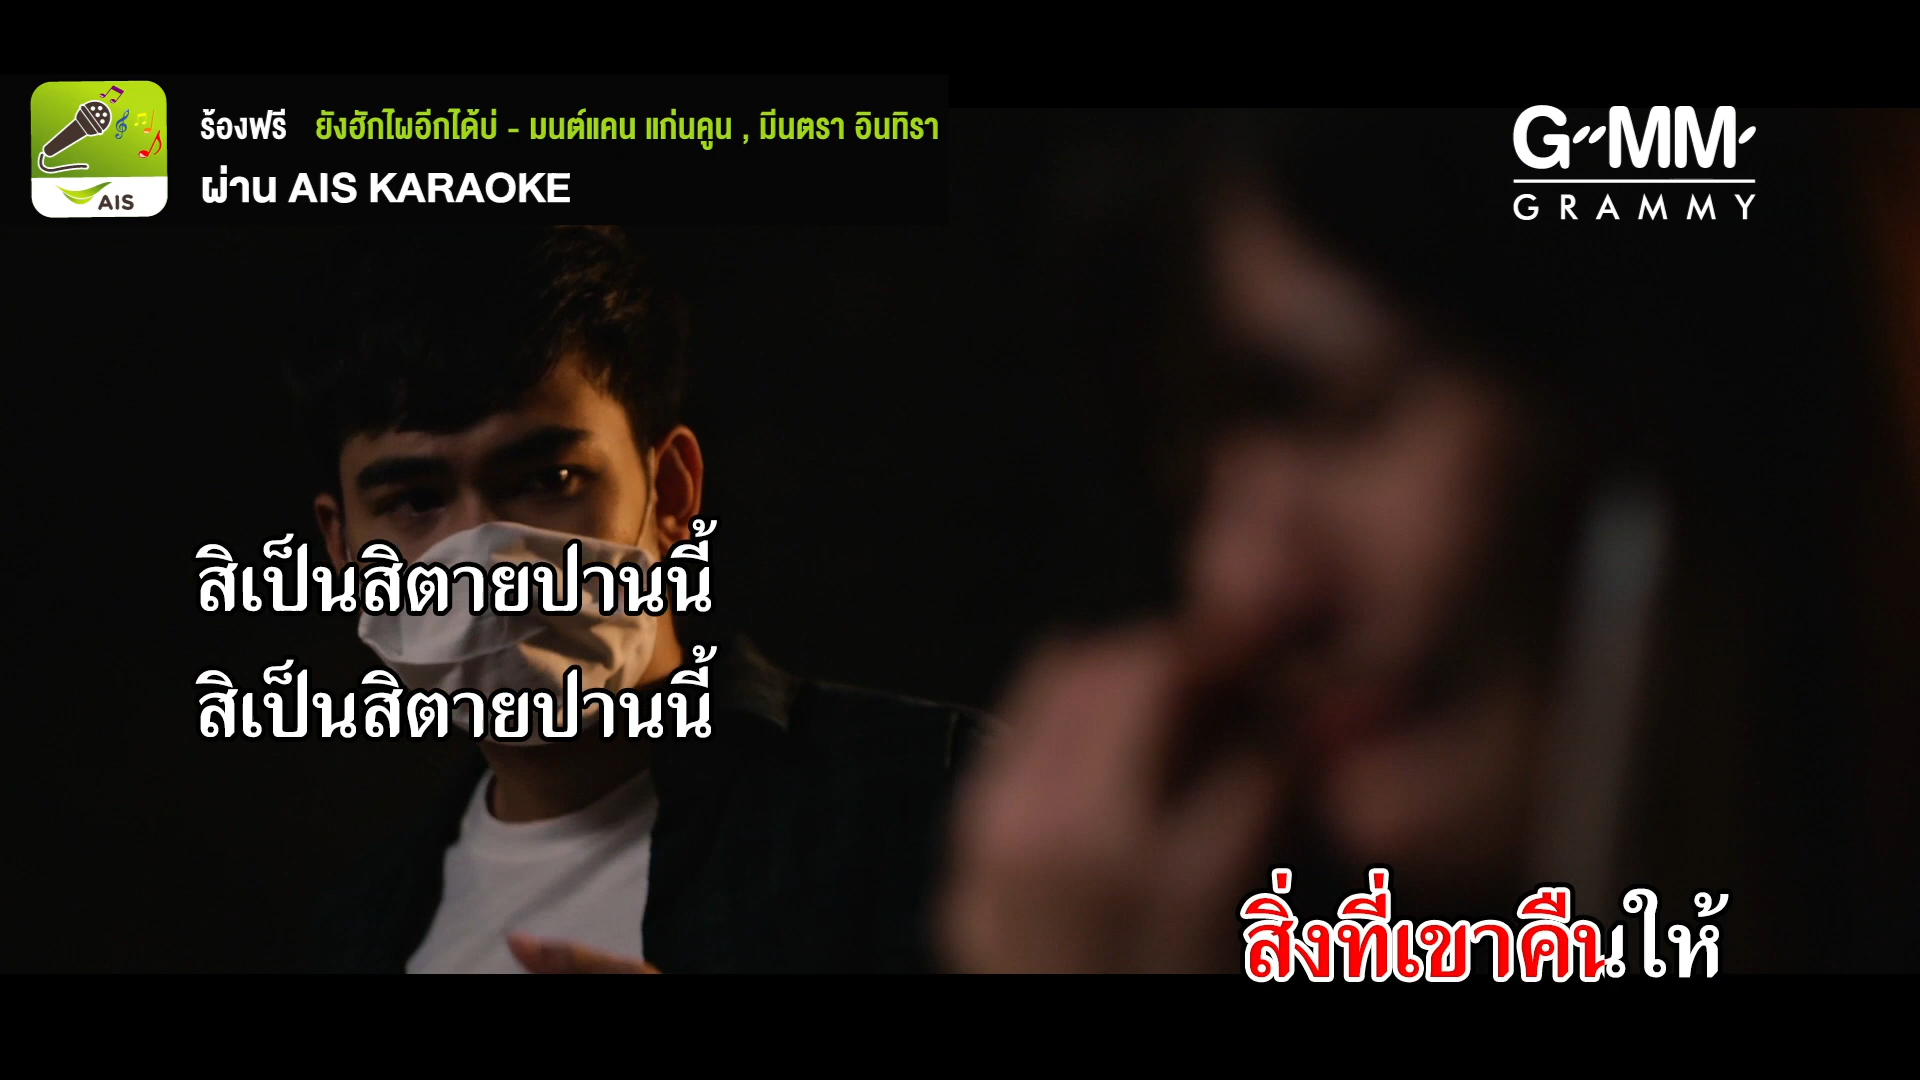 ร้องฟรี ยังฮักไผอีกได้บ่ - มนต์แคน แก่นคูน , มีนตรา อินทิรา
ผ่าน AIS KARAOKE
AIS
GMM
GRAMMY
สิเป็นสิตายปานนี้
สิเป็นสิตายปานนี้
สิ่งที่เขาคืนให้